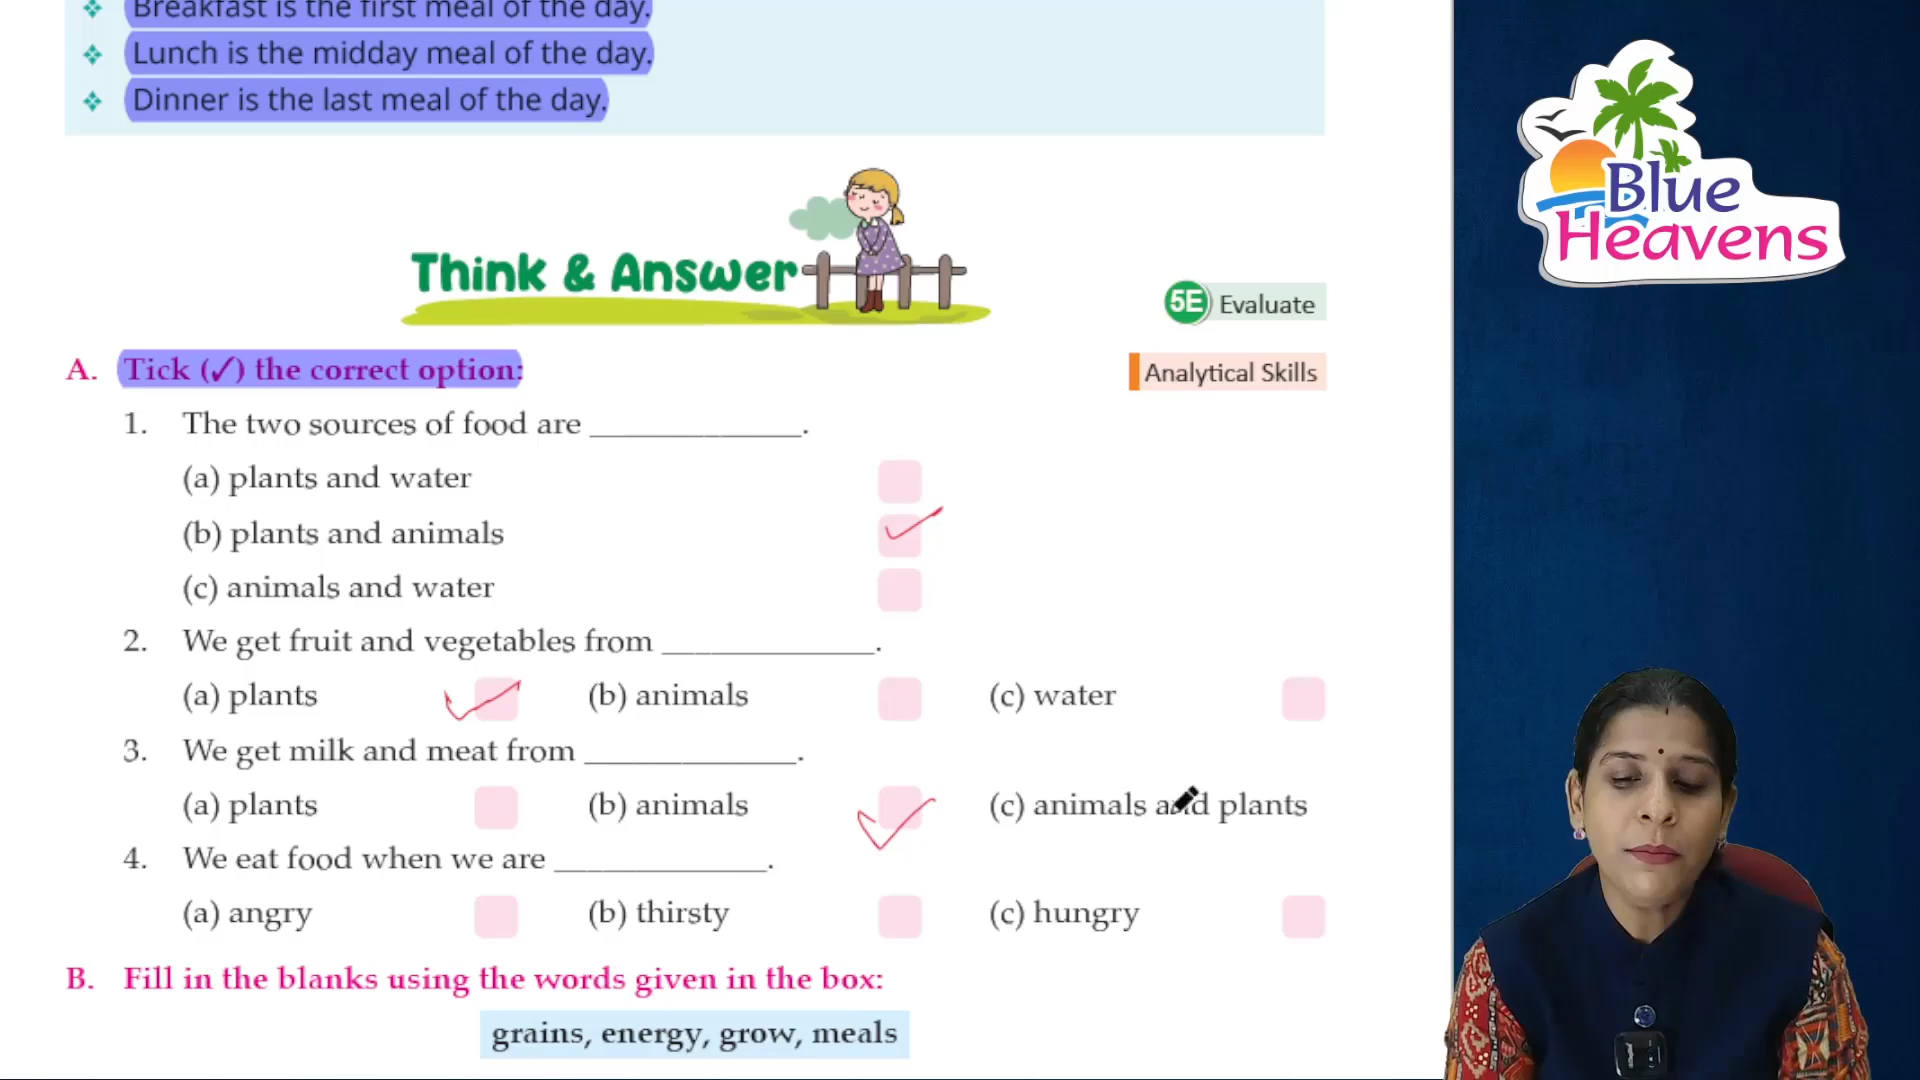 Breakfast is the first meal of the day.
Lunch is the midday meal of the day.
Dinner is the last meal of the day.
Blue
Heavens
Think & Answer
5E Evaluate
A. Tick (✓) the correct option:
Analytical Skills
1. The two sources of food are _____________.
(a) plants and water
(b) plants and animals
(c) animals and water
2. We get fruit and vegetables from _____________.
(a) plants (b) animals (c) water
3. We get milk and meat from _____________.
(a) plants (b) animals (c) animals and plants
4. We eat food when we are _____________.
(a) angry (b) thirsty (c) hungry
B. Fill in the blanks using the words given in the box:
grains, energy, grow, meals